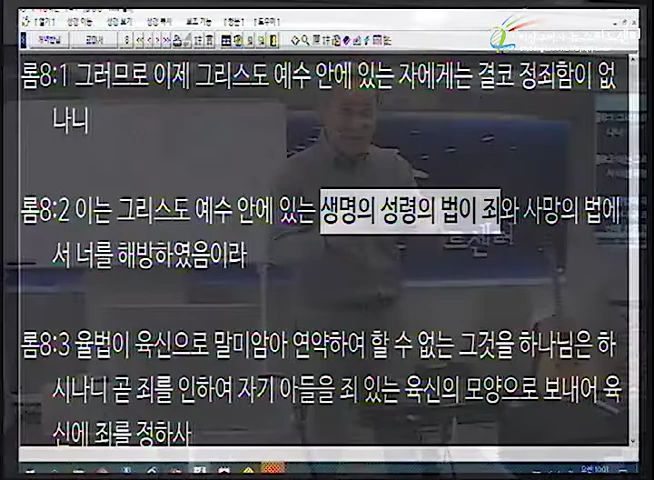 롬8:1 그러므로 이제 그리스도 예수 안에 있는 자에게는 결코 정죄함이 없
나니
롬8:2 이는 그리스도 예수 안에 있는 생명의 성령의 법이 죄와 사망의 법에
서 너를 해방하였음이라
롬8:3 율법이 육신으로 말미암아 연약하여 할 수 없는 그것을 하나님은 하
시나니 곧 죄를 인하여 자기 아들을 죄 있는 육신의 모양으로 보내어 육
신에 죄를 정하사